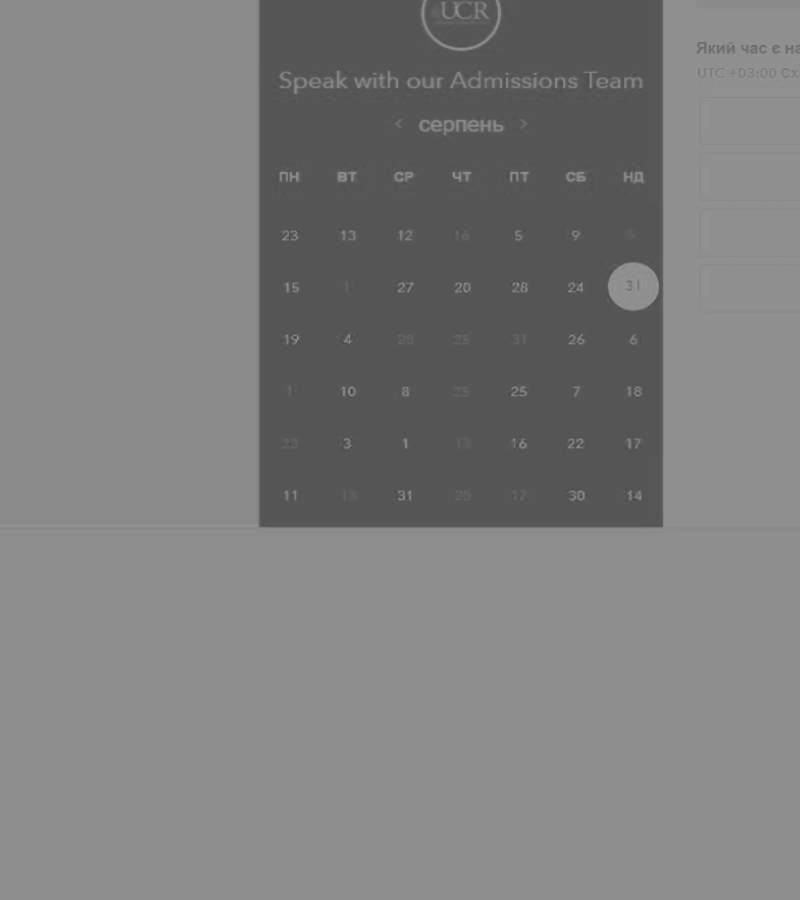 UCR
Speak with our Admissions Team
< серпень >
ПН ВТ СР ЧТ ПТ СБ НД
23 13 12 16 5 9
15 1 27 20 28 24 31
19 4 20 25 31 26 6
1 10 8 25 25 7 18
22 3 1 13 16 22 17
11 13 31 26 17 30 14
Який час є
UTC +03:00